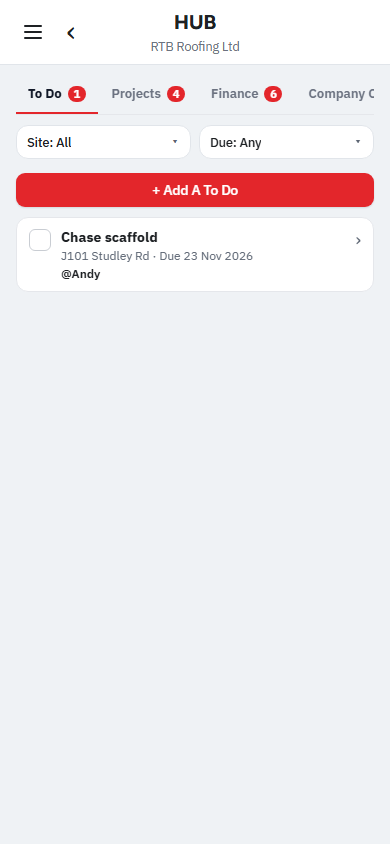 HUB
RTB Roofing Ltd
To Do 1 Projects 4 Finance 6 Company C
Site: All Due: Any
+ Add A To Do
Chase scaffold
J101 Studley Rd · Due 23 Nov 2026
@Andy